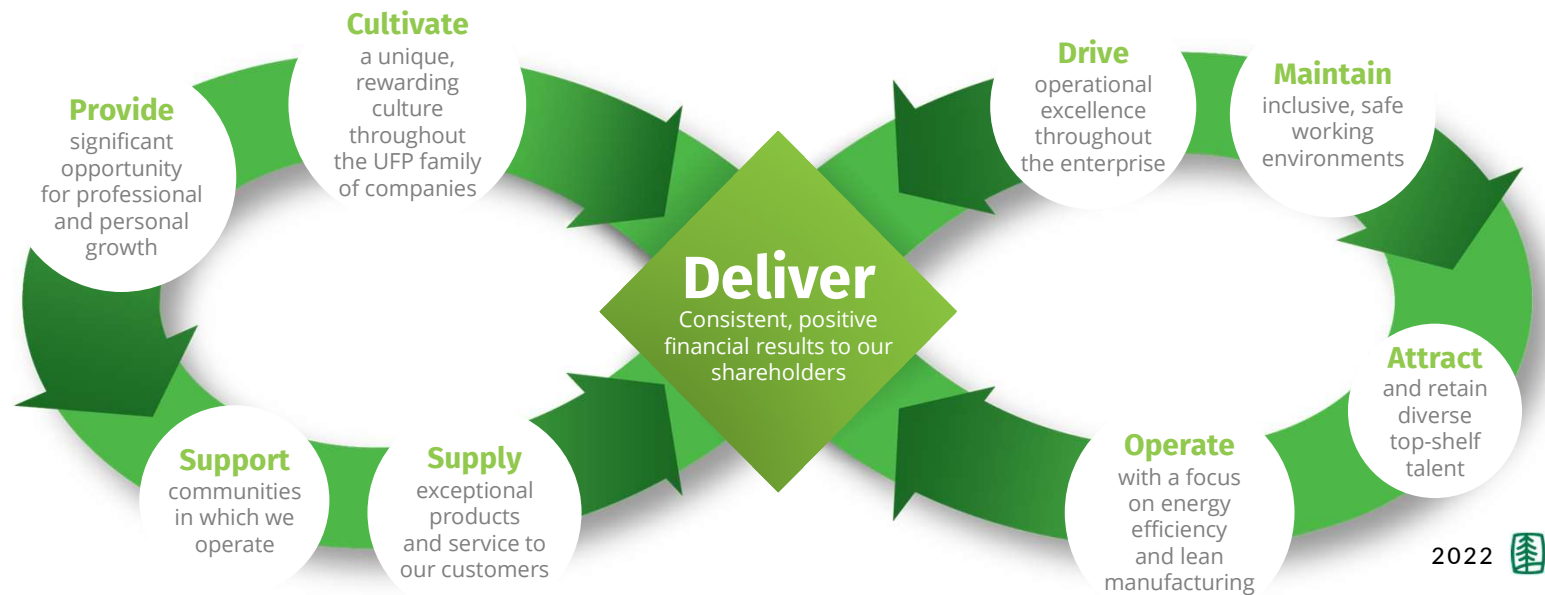 Cultivate
a unique,
rewarding
culture
throughout
the UFP family
of companies
Provide
significant
opportunity
for professional
and personal
growth
Support
communities
in which we
operate
Supply
exceptional
products
and service to
our customers
Deliver
Consistent, positive
financial results to our
shareholders
Drive
operational
excellence
throughout
the enterprise
Maintain
inclusive, safe
working
environments
Attract
and retain
diverse
top-shelf
talent
Operate
with a focus
on energy
efficiency
and lean
manufacturing
2022